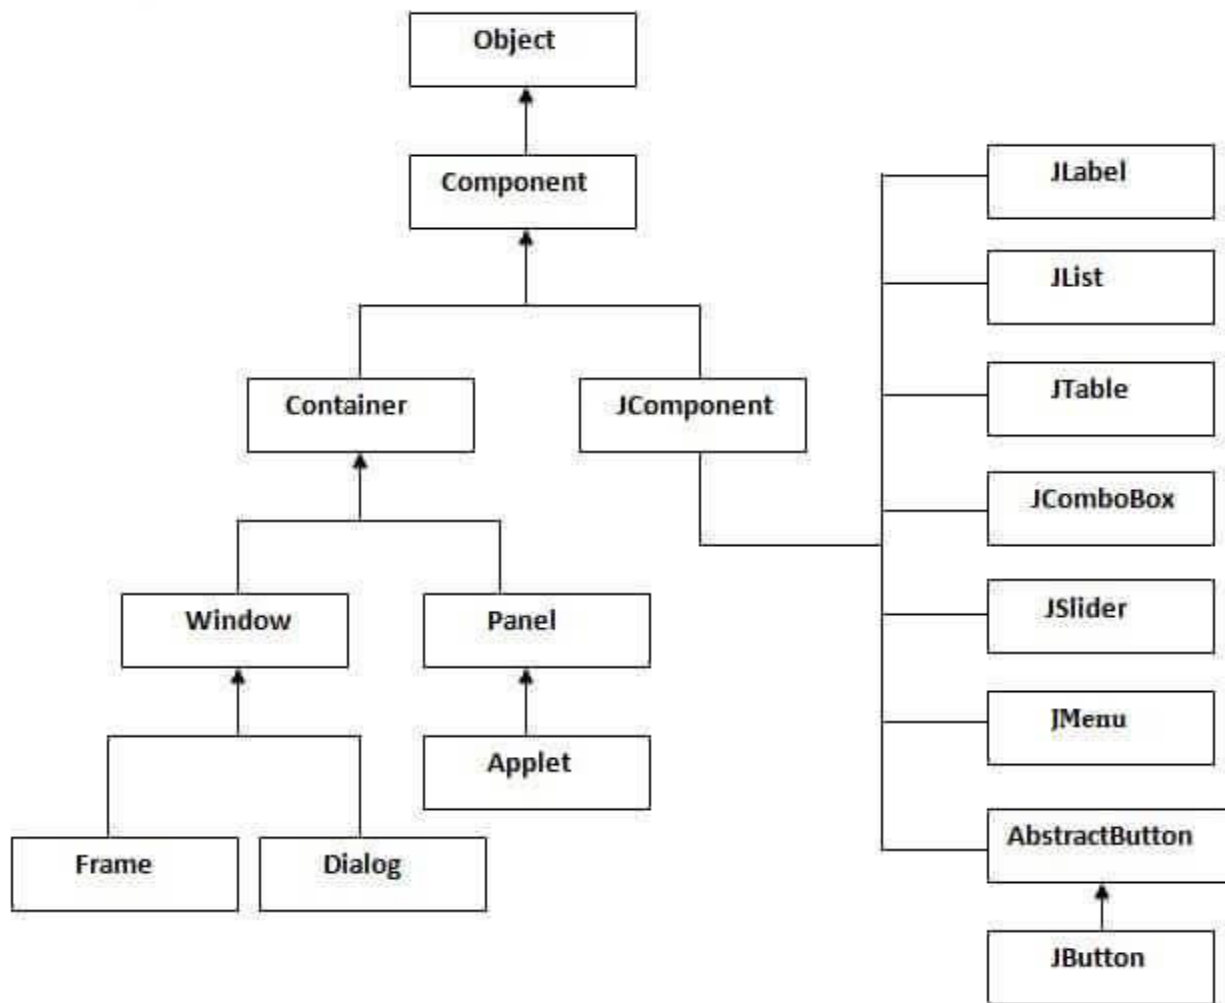 Object
Component
Container
JComponent
Window
Panel
Applet
Frame
Dialog
JLabel
JList
JTable
JComboBox
JSlider
JMenu
AbstractButton
JButton